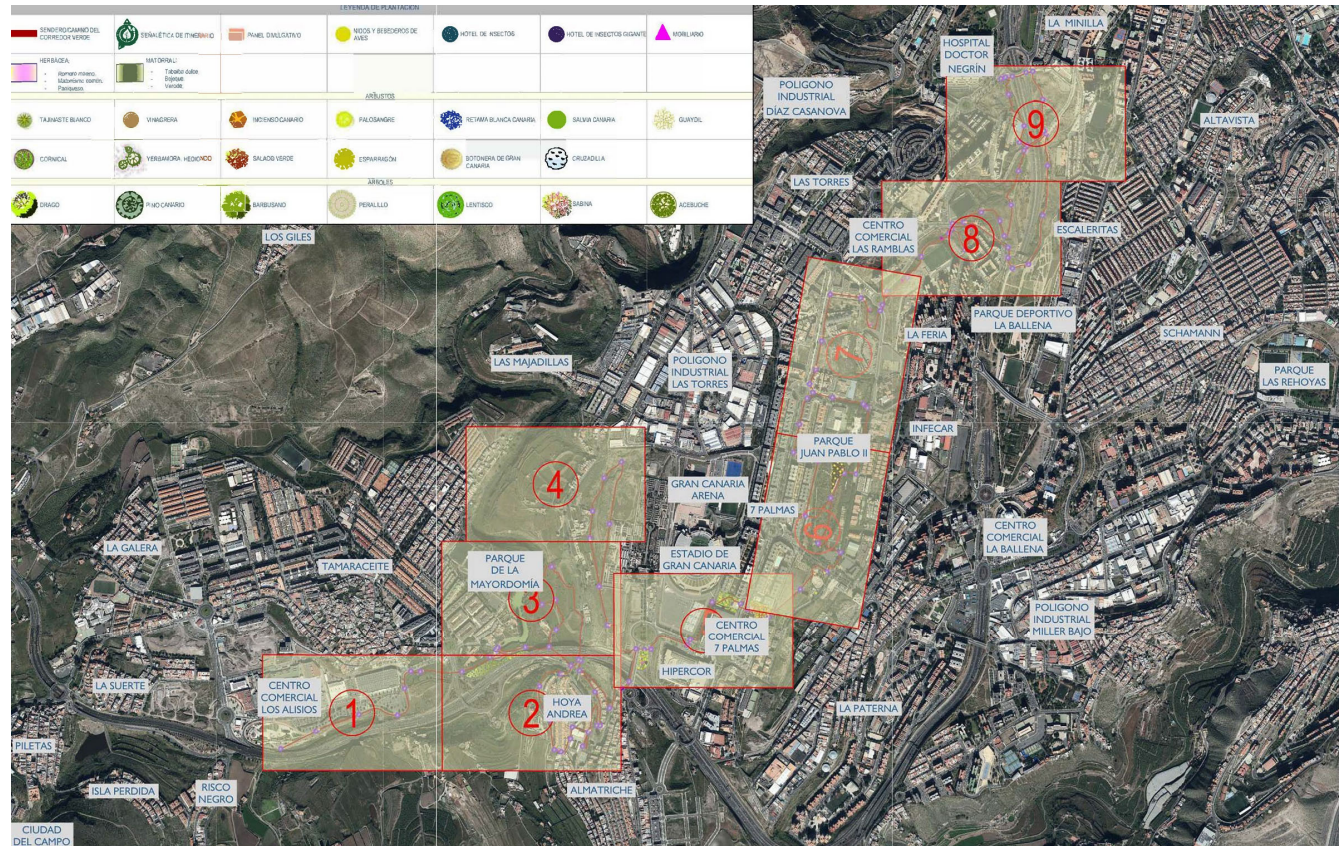 LEYENDA DE PLANTACION
SENDERO/CAMINO DEL
CORREDOR VERDE
SEÑALÉTICA DE ITINERARIO
PANEL DIVULGATIVO
NIDOS Y BEBEDEROS DE
AVES
HOTEL DE INSECTOS
HOTEL DE INSECTOS GIGANTE
MOBILIARIO
HERBÁCEA:
MATORRAL:
Tabaiba dulce.
Bejeque.
Verode.
ARBUSTOS
TAJINASTE BLANCO
VINAGRERA
INCIENSO CANARIO
PALOSANGRE
RETAMA BLANCA CANARIA
SALVIA CANARIA
GUAYDIL
CORNICAL
SALADO VERDE
ESPARRAGÓN
BOTONERA DE GRAN
CANARIA
CRUZADILLA
ÁRBOLES
DRAGO
PINO CANARIO
BARBUSANO
PERALILLO
LENTISCO
SABINA
ACEBUCHE
LA MINILLA
HOSPITAL
DOCTOR
NEGRÍN
POLIGONO
INDUSTRIAL
DÍAZ CASANOVA
9
ALTAVISTA
LAS TORRES
CENTRO
COMERCIAL
LAS RAMBLAS
8
ESCALERITAS
LOS GILES
PARQUE DEPORTIVO
LA BALLENA
LA FERIA
SCHAMANN
7
LAS MAJADILLAS
POLIGONO
INDUSTRIAL
LAS TORRES
PARQUE
LAS REHOYAS
INFECAR
PARQUE
JUAN PABLO II
4
GRAN CANARIA
ARENA
7 PALMAS
6
CENTRO
COMERCIAL
LA BALLENA
LA GALERA
TAMARACEITE
PARQUE
DE LA
MAYORDOMÍA
3
ESTADIO DE
GRAN CANARIA
CENTRO
COMERCIAL
7 PALMAS
POLIGONO
INDUSTRIAL
MILLER BAJO
HIPERCOR
LA SUERTE
CENTRO
COMERCIAL
LOS ALISIOS
1
2
HOYA
ANDREA
LA PATERNA
PILETAS
ISLA PERDIDA
RISCO
NEGRO
ALMATRICHE
CIUDAD
DEL CAMPO